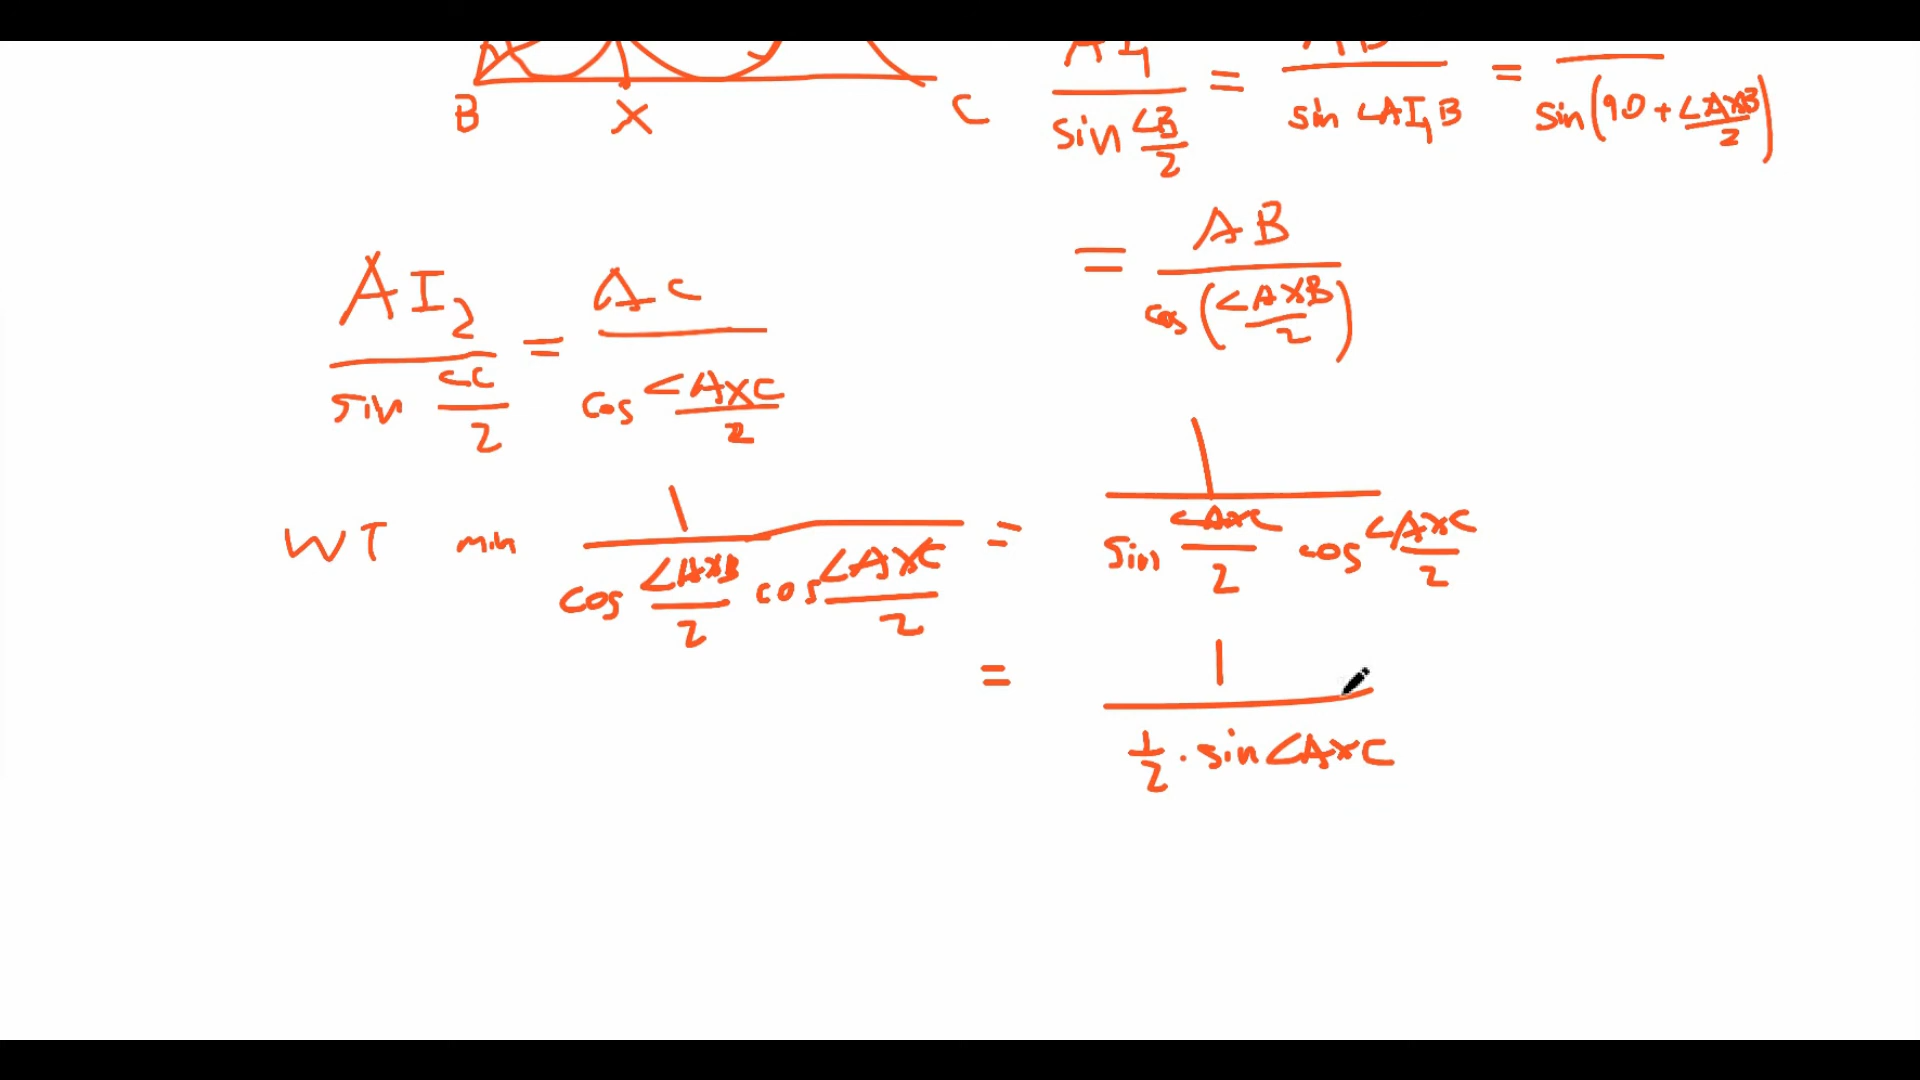 B X C
AI₁ / sin ∠B/2 = AB / sin ∠AI₁B = / sin(90 + ∠AXB/2)
= AB / cos(∠AXB/2)
AI₂ / sin ∠C/2 = AC / cos ∠AXC/2
WT min 1 / cos ∠AXB/2 cos ∠AXC/2 = 1 / sin ∠AXC/2 cos ∠AXC/2
= 1 / 1/2 · sin ∠AXC